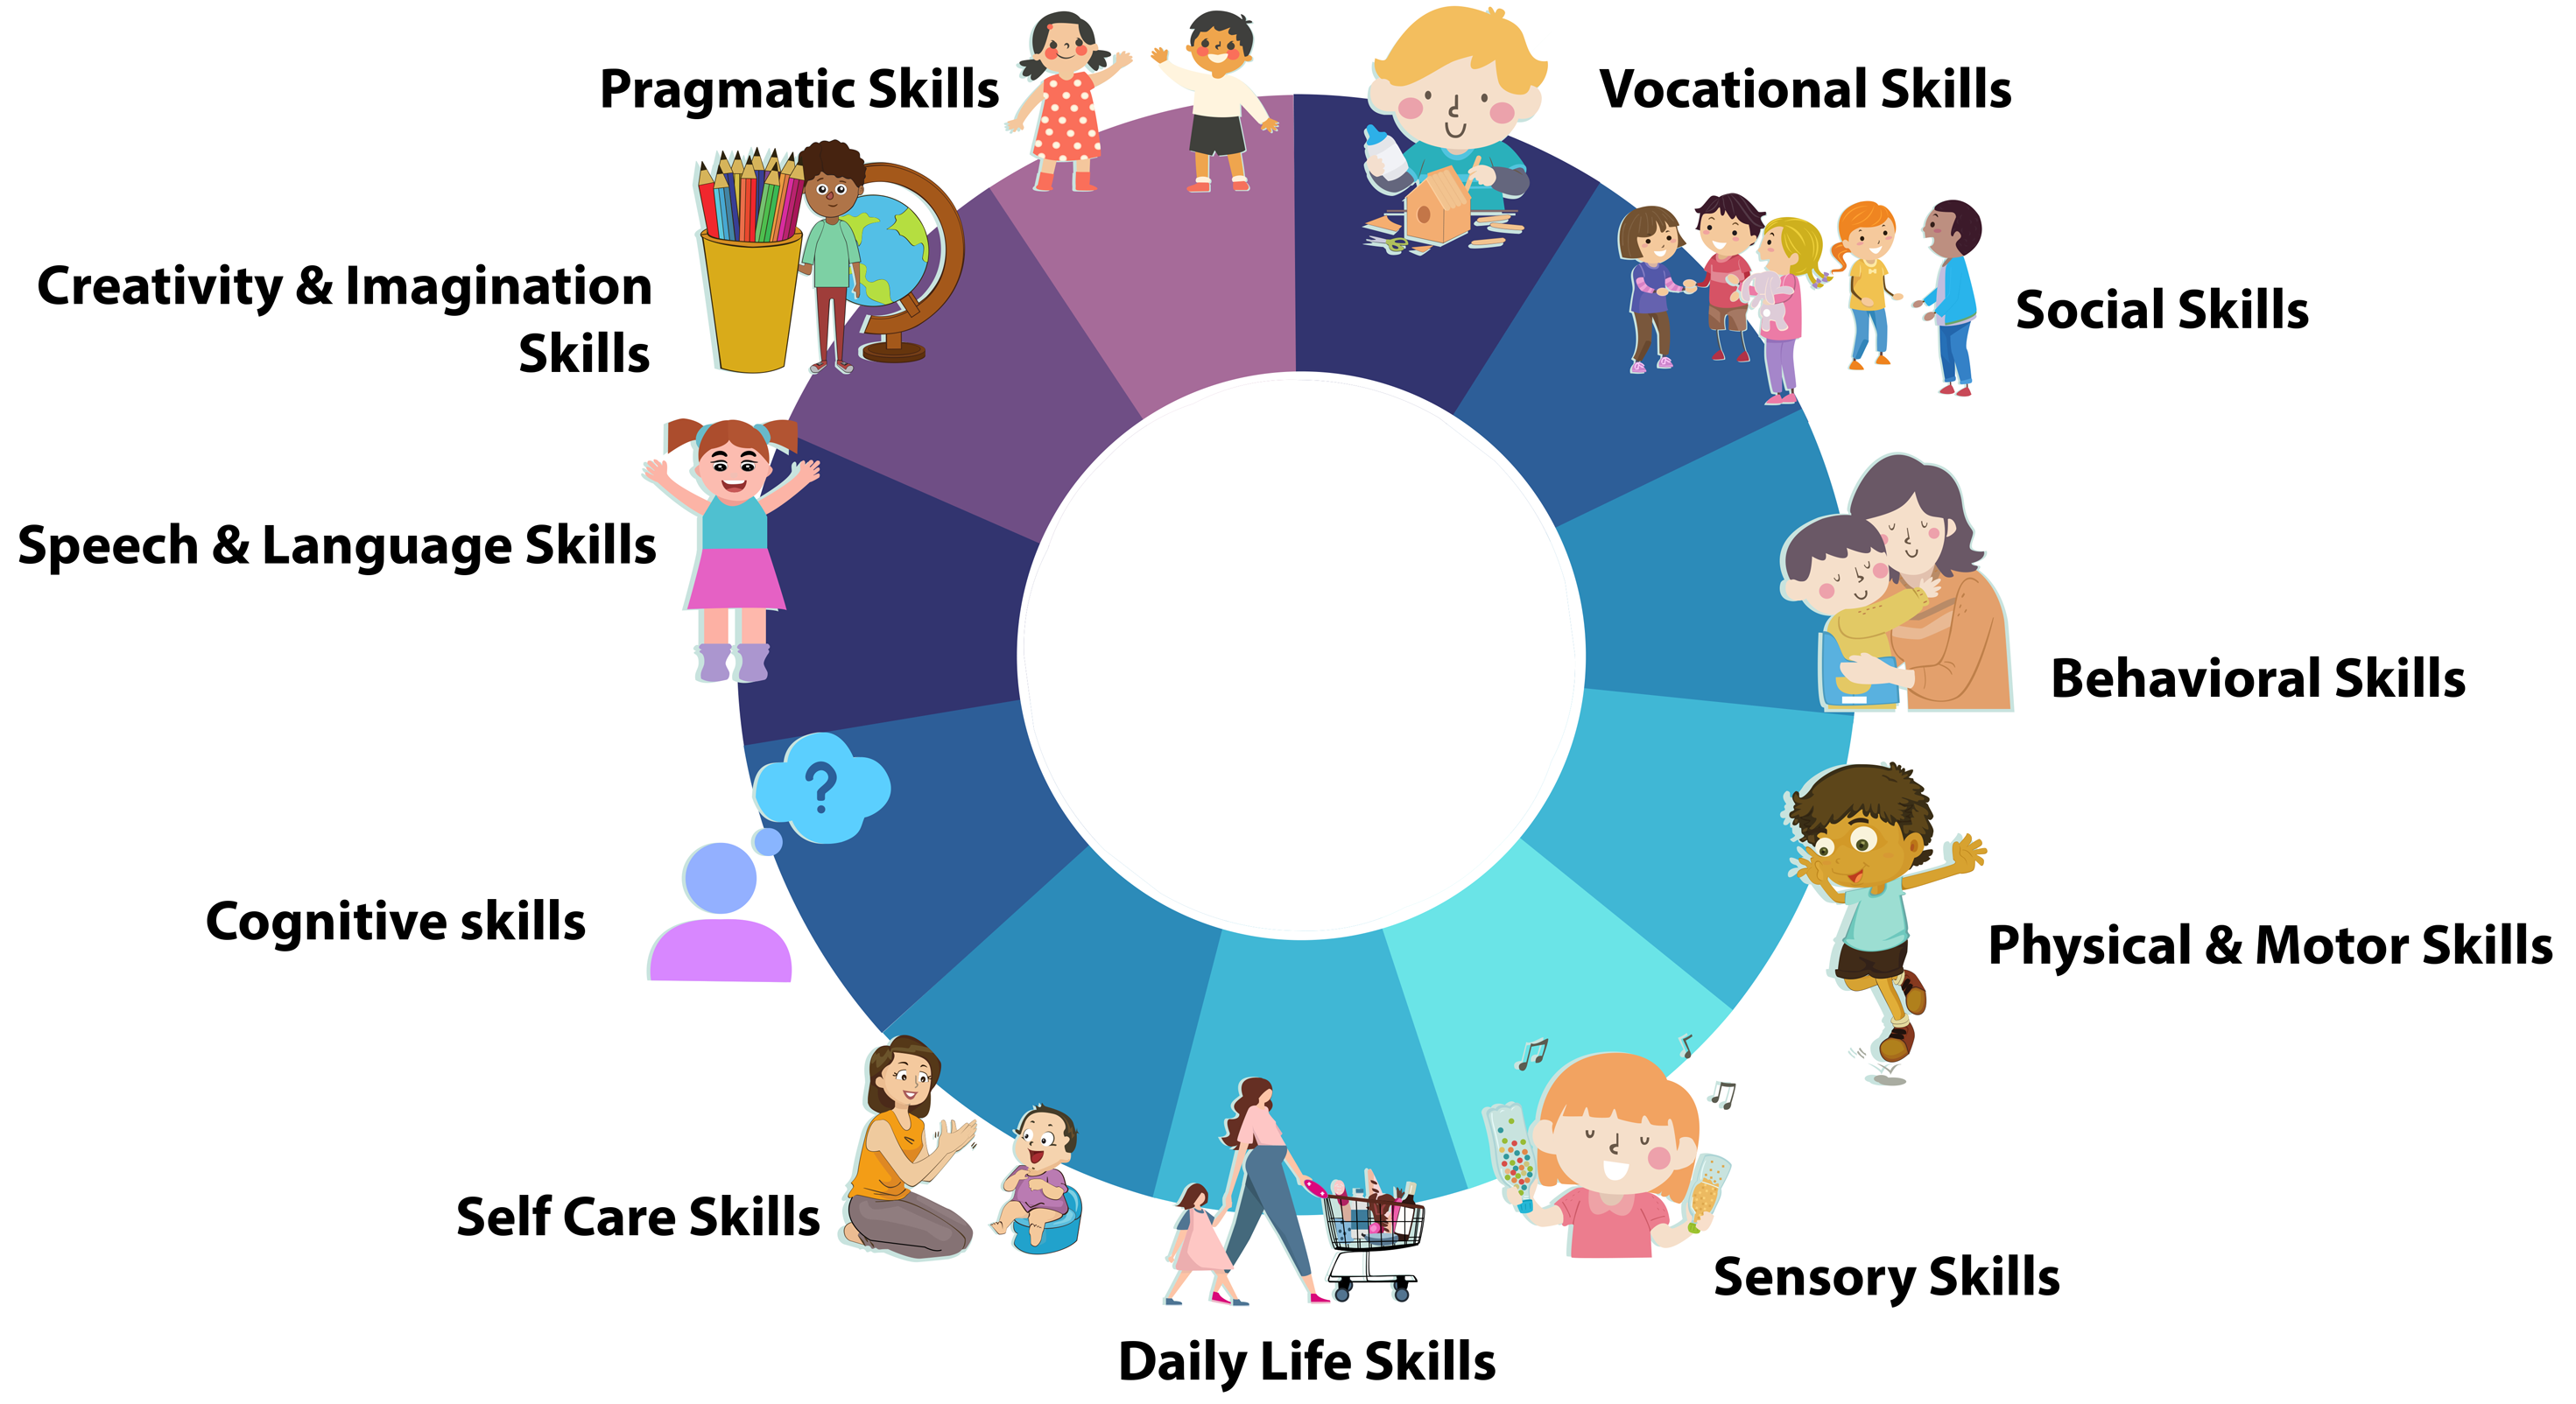 Pragmatic Skills
Vocational Skills
Creativity & Imagination
Skills
Social Skills
Speech & Language Skills
Behavioral Skills
?
Cognitive skills
Physical & Motor Skills
Self Care Skills
Sensory Skills
Daily Life Skills